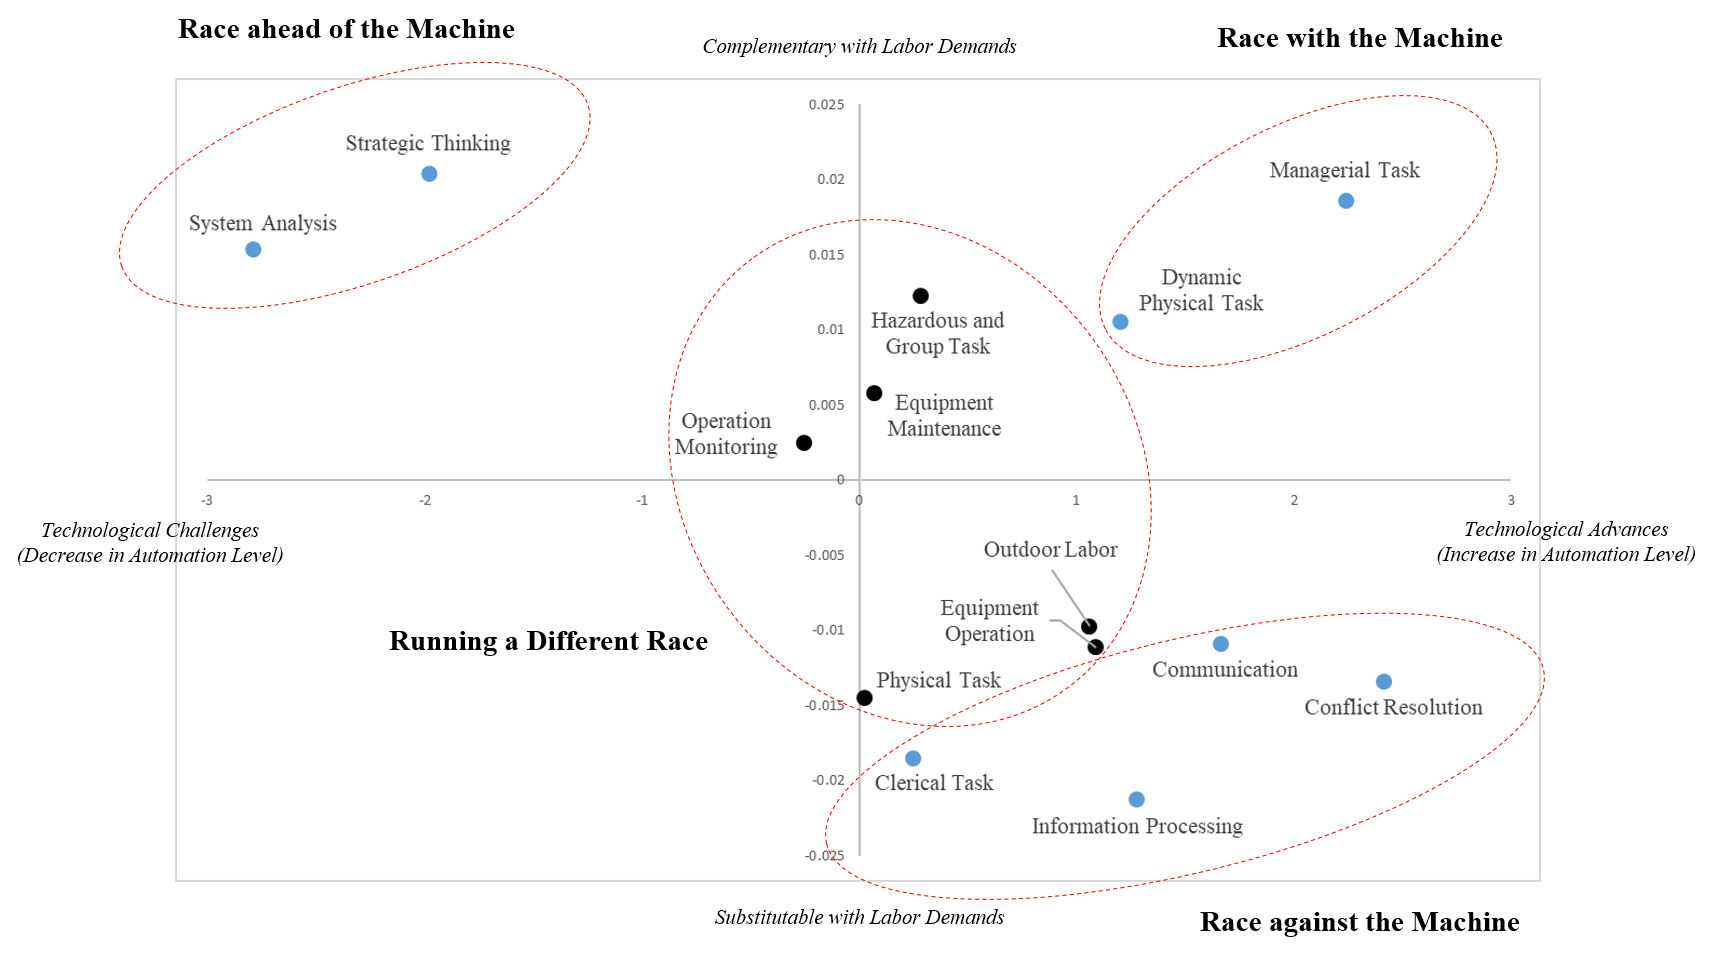 Race ahead of the Machine
Complementary with Labor Demands
Race with the Machine
0.025
Strategic Thinking
0.02
Managerial Task
System Analysis
0.015
Dynamic
Physical Task
Hazardous and
Group Task
0.01
0.005
Equipment
Maintenance
Operation
Monitoring
0
-3
-2
-1
0
1
2
3
Technological Challenges
(Decrease in Automation Level)
Technological Advances
(Increase in Automation Level)
-0.005
Outdoor Labor
Equipment
Operation
-0.01
Running a Different Race
Communication
Physical Task
-0.015
Conflict Resolution
-0.02
Clerical Task
Information Processing
-0.025
Substitutable with Labor Demands
Race against the Machine